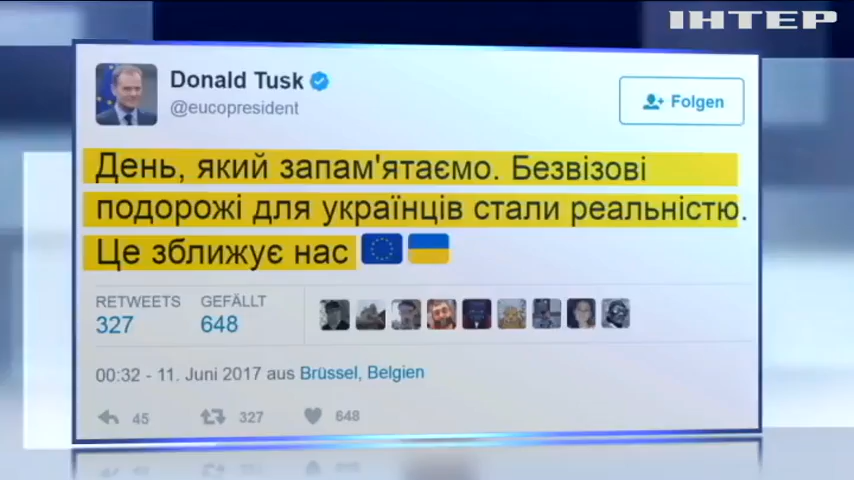 ІНТЕР
Donald Tusk
@eucopresident
Folgen
День, який запам'ятаємо. Безвізові
подорожі для українців стали реальністю.
Це зближує нас
RETWEETS GEFÄLLT
327 648
00:32 - 11. Juni 2017 aus Brüssel, Belgien
45 327 648